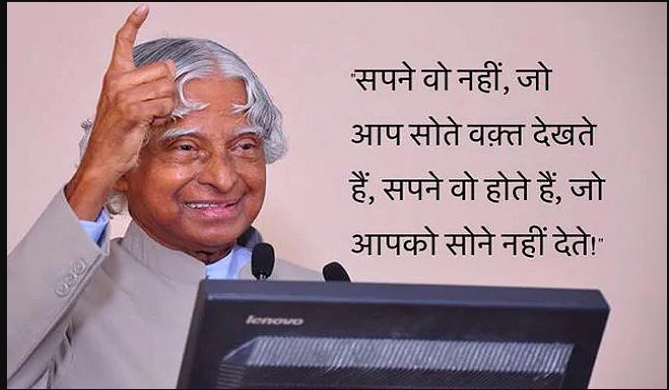 "सपने वो नहीं, जो
आप सोते वक़्त देखते
हैं, सपने वो होते हैं, जो
आपको सोने नहीं देते!"
lenovo